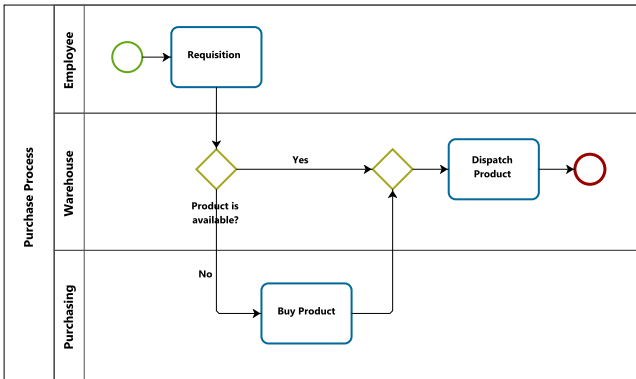 Purchase Process
Employee
Requisition
Warehouse
Product is
available?
Yes
Dispatch
Product
Purchasing
No
Buy Product